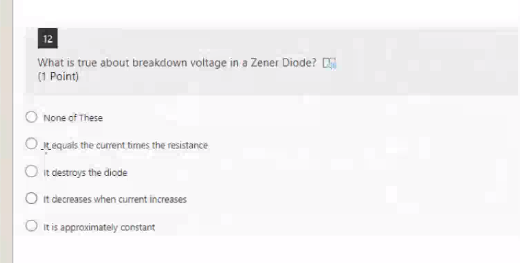 12
What is true about breakdown voltage in a Zener Diode?
(1 Point)
None of These
It equals the current times the resistance
it destroys the diode
It decreases when current increases
It is approximately constant